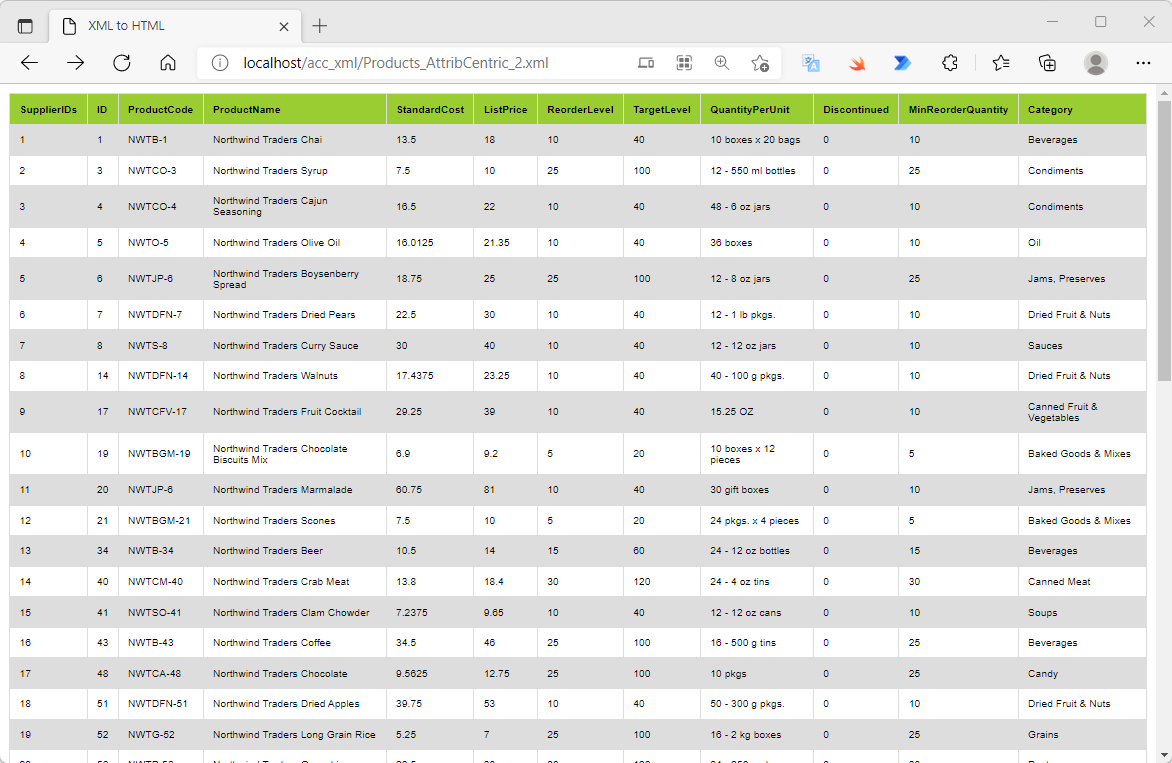 XML to HTML
localhost/acc_xml/Products_AttribCentric_2.xml
SupplierIDs ID ProductCode ProductName StandardCost ListPrice ReorderLevel TargetLevel QuantityPerUnit Discontinued MinReorderQuantity Category
1 1 NWTB-1 Northwind Traders Chai 13.5 18 10 40 10 boxes x 20 bags 0 10 Beverages
2 3 NWTCO-3 Northwind Traders Syrup 7.5 10 25 100 12 - 550 ml bottles 0 25 Condiments
3 4 NWTCO-4 Northwind Traders Cajun Seasoning 16.5 22 10 40 48 - 6 oz jars 0 10 Condiments
4 5 NWTO-5 Northwind Traders Olive Oil 16.0125 21.35 10 40 36 boxes 0 10 Oil
5 6 NWTJP-6 Northwind Traders Boysenberry Spread 18.75 25 25 100 12 - 8 oz jars 0 25 Jams, Preserves
6 7 NWTDFN-7 Northwind Traders Dried Pears 22.5 30 10 40 12 - 1 lb pkgs. 0 10 Dried Fruit & Nuts
7 8 NWTS-8 Northwind Traders Curry Sauce 30 40 10 40 12 - 12 oz jars 0 10 Sauces
8 14 NWTDFN-14 Northwind Traders Walnuts 17.4375 23.25 10 40 40 - 100 g pkgs. 0 10 Dried Fruit & Nuts
9 17 NWTCFV-17 Northwind Traders Fruit Cocktail 29.25 39 10 40 15.25 OZ 0 10 Canned Fruit & Vegetables
10 19 NWTBGM-19 Northwind Traders Chocolate Biscuits Mix 6.9 9.2 5 20 10 boxes x 12 pieces 0 5 Baked Goods & Mixes
11 20 NWTJP-6 Northwind Traders Marmalade 60.75 81 10 40 30 gift boxes 0 10 Jams, Preserves
12 21 NWTBGM-21 Northwind Traders Scones 7.5 10 5 20 24 pkgs. x 4 pieces 0 5 Baked Goods & Mixes
13 34 NWTB-34 Northwind Traders Beer 10.5 14 15 60 24 - 12 oz bottles 0 15 Beverages
14 40 NWTCM-40 Northwind Traders Crab Meat 13.8 18.4 30 120 24 - 4 oz tins 0 30 Canned Meat
15 41 NWTSO-41 Northwind Traders Clam Chowder 7.2375 9.65 10 40 12 - 12 oz cans 0 10 Soups
16 43 NWTB-43 Northwind Traders Coffee 34.5 46 25 100 16 - 500 g tins 0 25 Beverages
17 48 NWTCA-48 Northwind Traders Chocolate 9.5625 12.75 25 100 10 pkgs 0 25 Candy
18 51 NWTDFN-51 Northwind Traders Dried Apples 39.75 53 10 40 50 - 300 g pkgs. 0 10 Dried Fruit & Nuts
19 52 NWTG-52 Northwind Traders Long Grain Rice 5.25 7 25 100 16 - 2 kg boxes 0 25 Grains